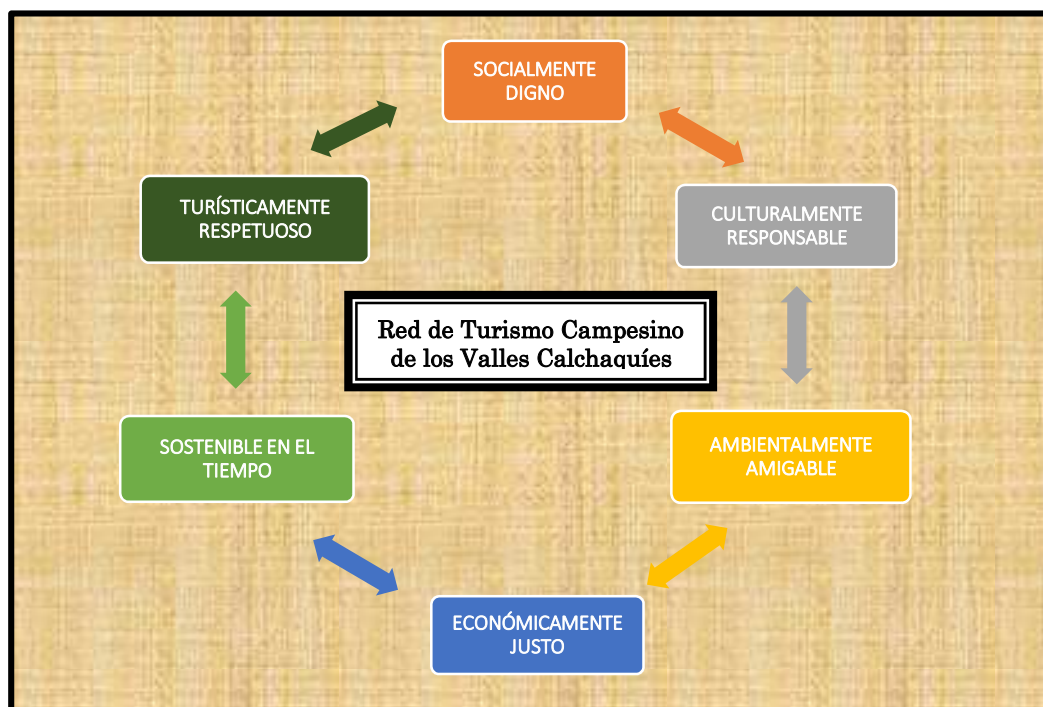 SOCIALMENTE
DIGNO
TURÍSTICAMENTE
RESPETUOSO
CULTURALMENTE
RESPONSABLE
Red de Turismo Campesino
de los Valles Calchaquíes
SOSTENIBLE EN EL
TIEMPO
AMBIENTALMENTE
AMIGABLE
ECONÓMICAMENTE
JUSTO